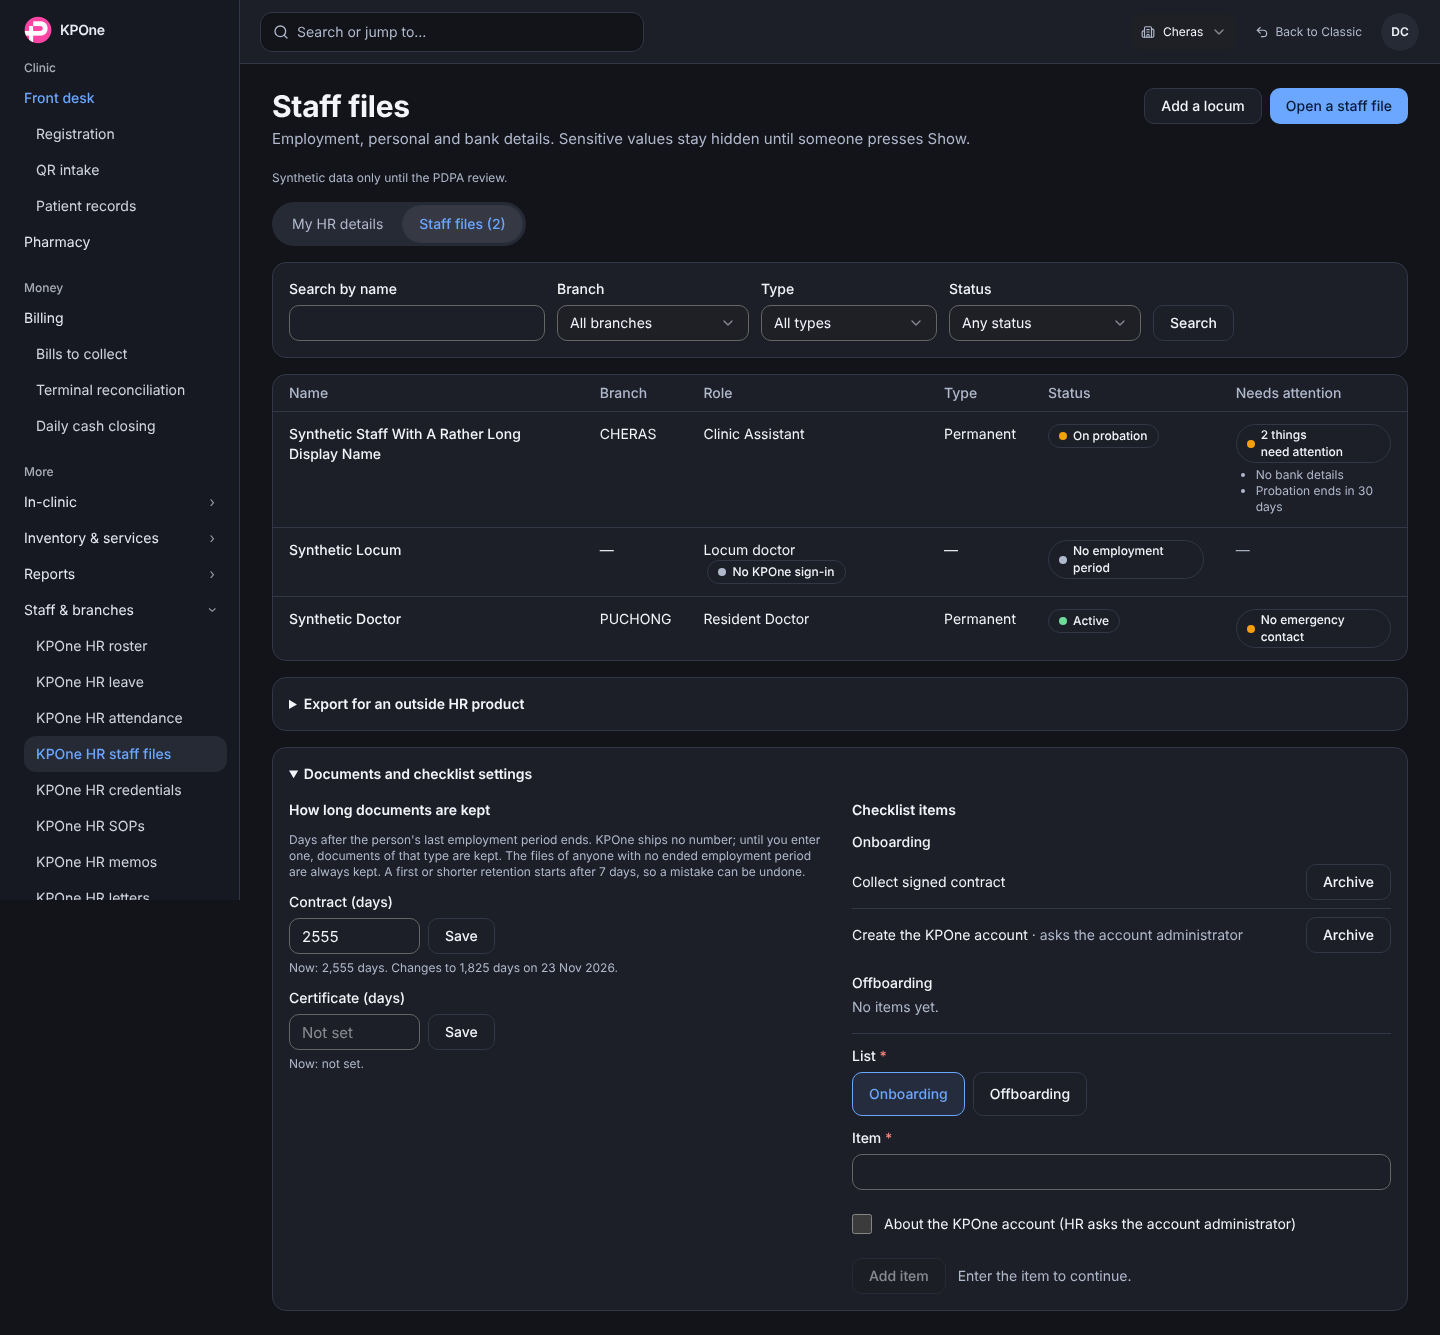 KPOne
Search or jump to...
Cheras
Back to Classic
DC
Clinic
Front desk
Registration
QR intake
Patient records
Pharmacy
Money
Billing
Bills to collect
Terminal reconciliation
Daily cash closing
More
In-clinic
Inventory & services
Reports
Staff & branches
KPOne HR roster
KPOne HR leave
KPOne HR attendance
KPOne HR staff files
KPOne HR credentials
KPOne HR SOPs
KPOne HR memos
KPOne HR letters
Staff files
Add a locum
Open a staff file
Employment, personal and bank details. Sensitive values stay hidden until someone presses Show.
Synthetic data only until the PDPA review.
My HR details
Staff files (2)
Search by name
Branch
Type
Status
All branches
All types
Any status
Search
Name
Branch
Role
Type
Status
Needs attention
Synthetic Staff With A Rather Long
Display Name
CHERAS
Clinic Assistant
Permanent
On probation
2 things
need attention
• No bank details
• Probation ends in 30
days
Synthetic Locum
—
Locum doctor
No KPOne sign-in
—
No employment
period
—
Synthetic Doctor
PUCHONG
Resident Doctor
Permanent
Active
No emergency
contact
Export for an outside HR product
Documents and checklist settings
How long documents are kept
Days after the person's last employment period ends. KPOne ships no number; until you enter
one, documents of that type are kept. The files of anyone with no ended employment period
are always kept. A first or shorter retention starts after 7 days, so a mistake can be undone.
Contract (days)
2555
Save
Now: 2,555 days. Changes to 1,825 days on 23 Nov 2026.
Certificate (days)
Not set
Save
Now: not set.
Checklist items
Onboarding
Collect signed contract
Archive
Create the KPOne account · asks the account administrator
Archive
Offboarding
No items yet.
List *
Onboarding
Offboarding
Item *
About the KPOne account (HR asks the account administrator)
Add item
Enter the item to continue.